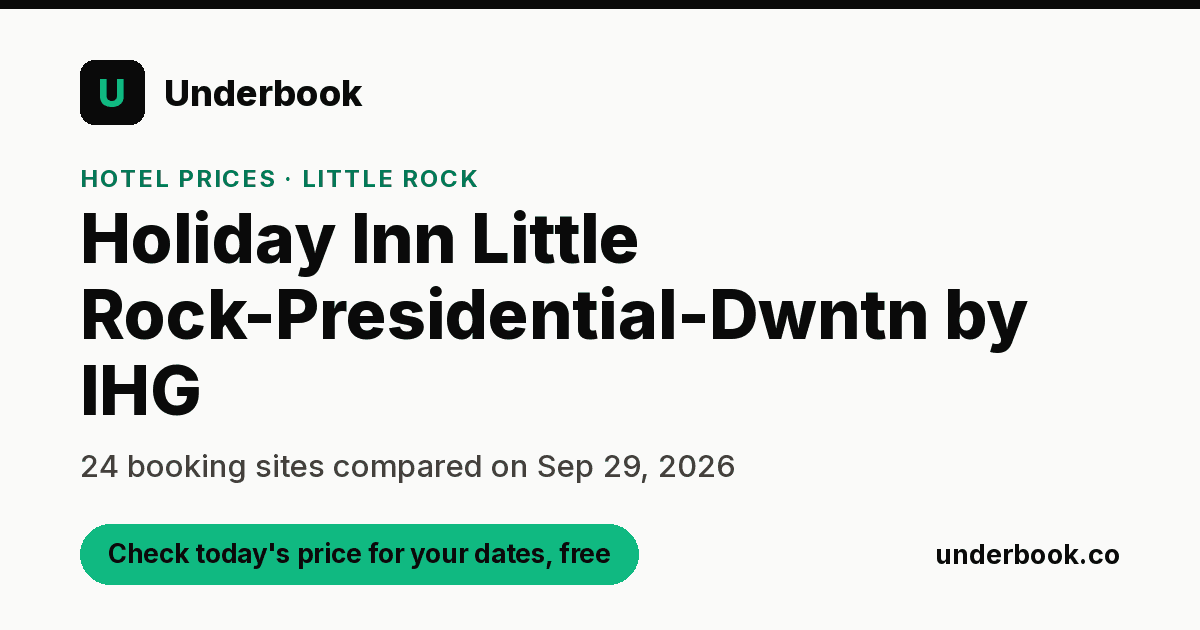 U
Underbook
HOTEL PRICES · LITTLE ROCK
Holiday Inn Little
Rock-Presidential-Dwntn by
IHG
24 booking sites compared on Sep 29, 2026
Check today's price for your dates, free
underbook.co